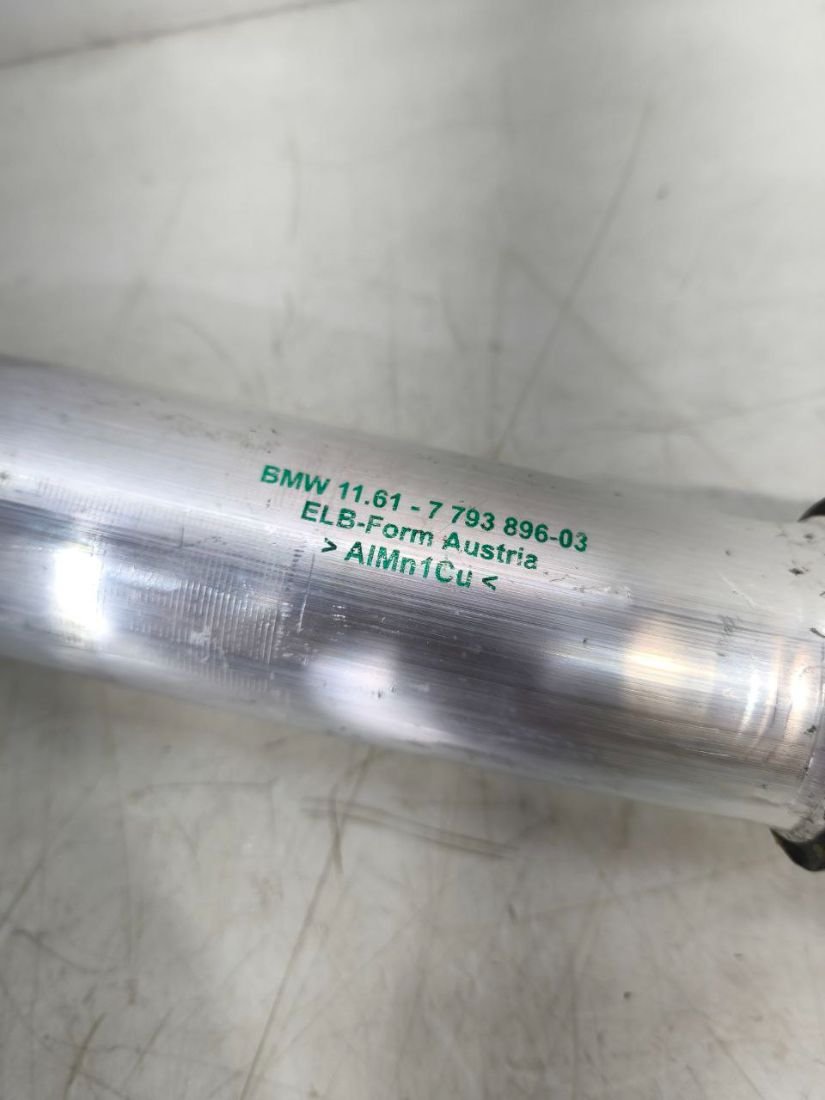 BMW 11.61 - 7 793 896-03
ELB-Form Austria
> AlMn1Cu <